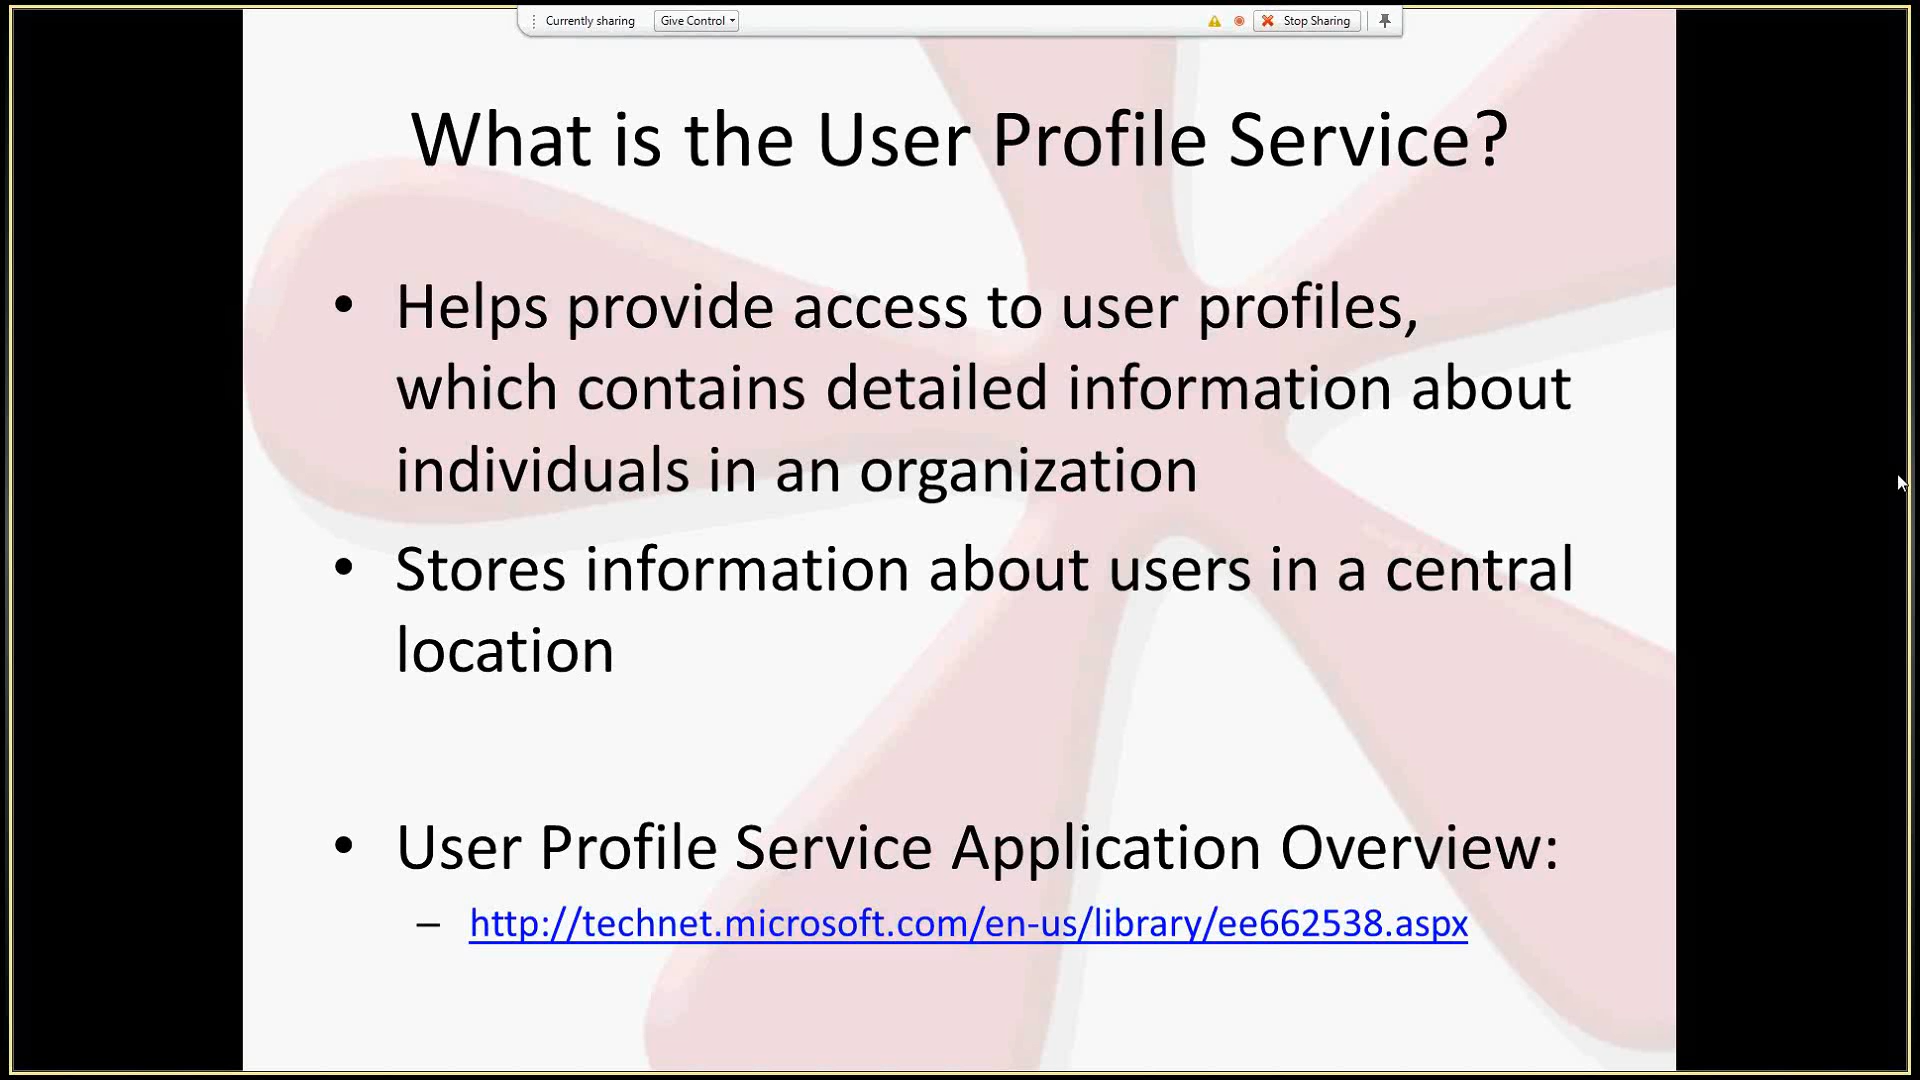 Currently sharing Give Control Stop Sharing
What is the User Profile Service?
• Helps provide access to user profiles,
which contains detailed information about
individuals in an organization
• Stores information about users in a central
location
• User Profile Service Application Overview:
– http://technet.microsoft.com/en-us/library/ee662538.aspx